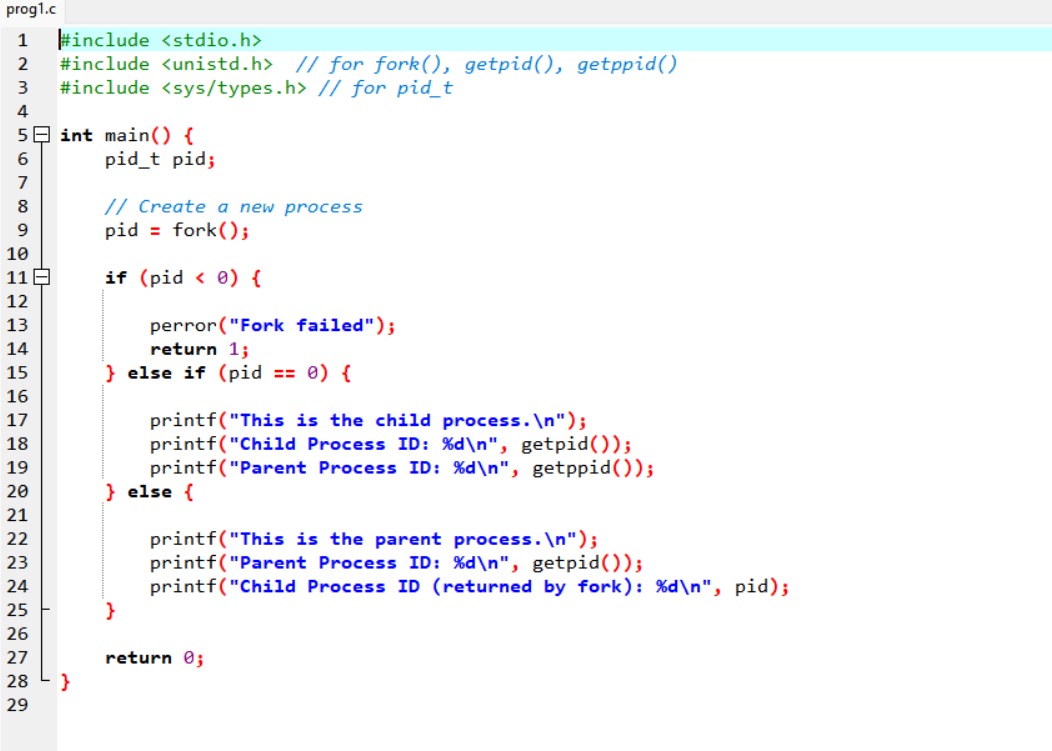 prog1.c
1 #include <stdio.h>
2 #include <unistd.h>  // for fork(), getpid(), getppid()
3 #include <sys/types.h> // for pid_t
4
5 int main() {
6     pid_t pid;
7
8     // Create a new process
9     pid = fork();
10
11     if (pid < 0) {
12
13         perror("Fork failed");
14         return 1;
15     } else if (pid == 0) {
16
17         printf("This is the child process.\n");
18         printf("Child Process ID: %d\n", getpid());
19         printf("Parent Process ID: %d\n", getppid());
20     } else {
21
22         printf("This is the parent process.\n");
23         printf("Parent Process ID: %d\n", getpid());
24         printf("Child Process ID (returned by fork): %d\n", pid);
25     }
26
27     return 0;
28 }
29